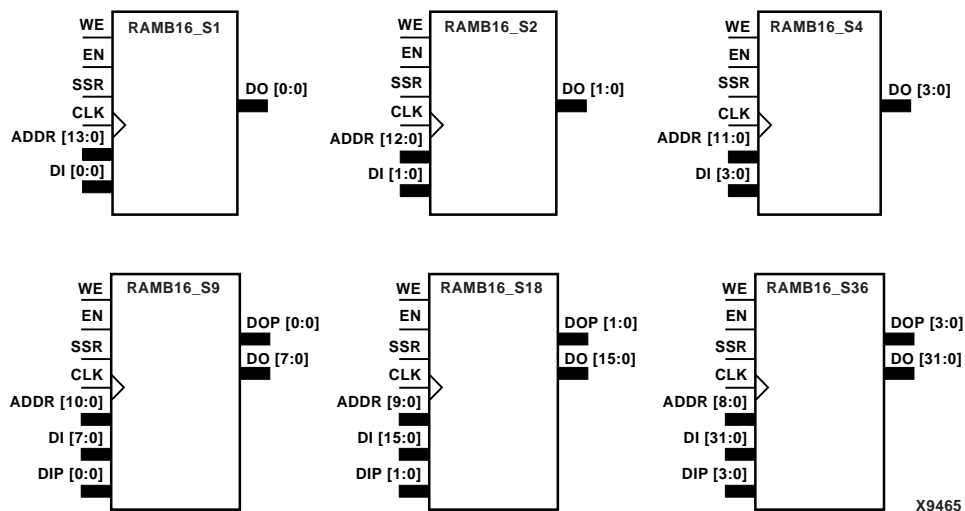 RAMB16_S1
WE
EN
SSR
CLK
ADDR [13:0]
DI [0:0]
DO [0:0]
RAMB16_S2
WE
EN
SSR
CLK
ADDR [12:0]
DI [1:0]
DO [1:0]
RAMB16_S4
WE
EN
SSR
CLK
ADDR [11:0]
DI [3:0]
DO [3:0]
RAMB16_S9
WE
EN
SSR
CLK
ADDR [10:0]
DI [7:0]
DIP [0:0]
DOP [0:0]
DO [7:0]
RAMB16_S18
WE
EN
SSR
CLK
ADDR [9:0]
DI [15:0]
DIP [1:0]
DOP [1:0]
DO [15:0]
RAMB16_S36
WE
EN
SSR
CLK
ADDR [8:0]
DI [31:0]
DIP [3:0]
DOP [3:0]
DO [31:0]
X9465